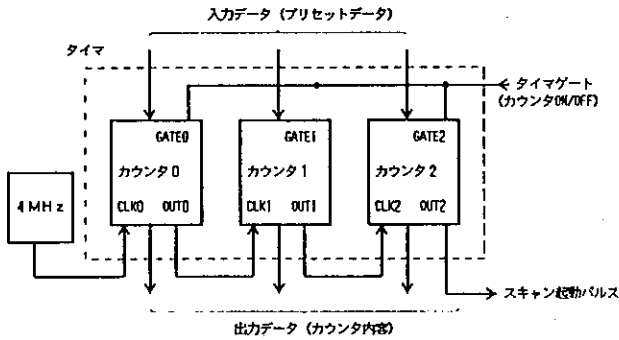 入力データ (プリセットデータ)
タイマ
タイマゲート
(カウンタON/OFF)
GATE0
GATE1
GATE2
カウンタ0
カウンタ1
カウンタ2
4MHz
CLK0 OUT0
CLK1 OUT1
CLK2 OUT2
スキャン起動パルス
出力データ (カウンタ内容)